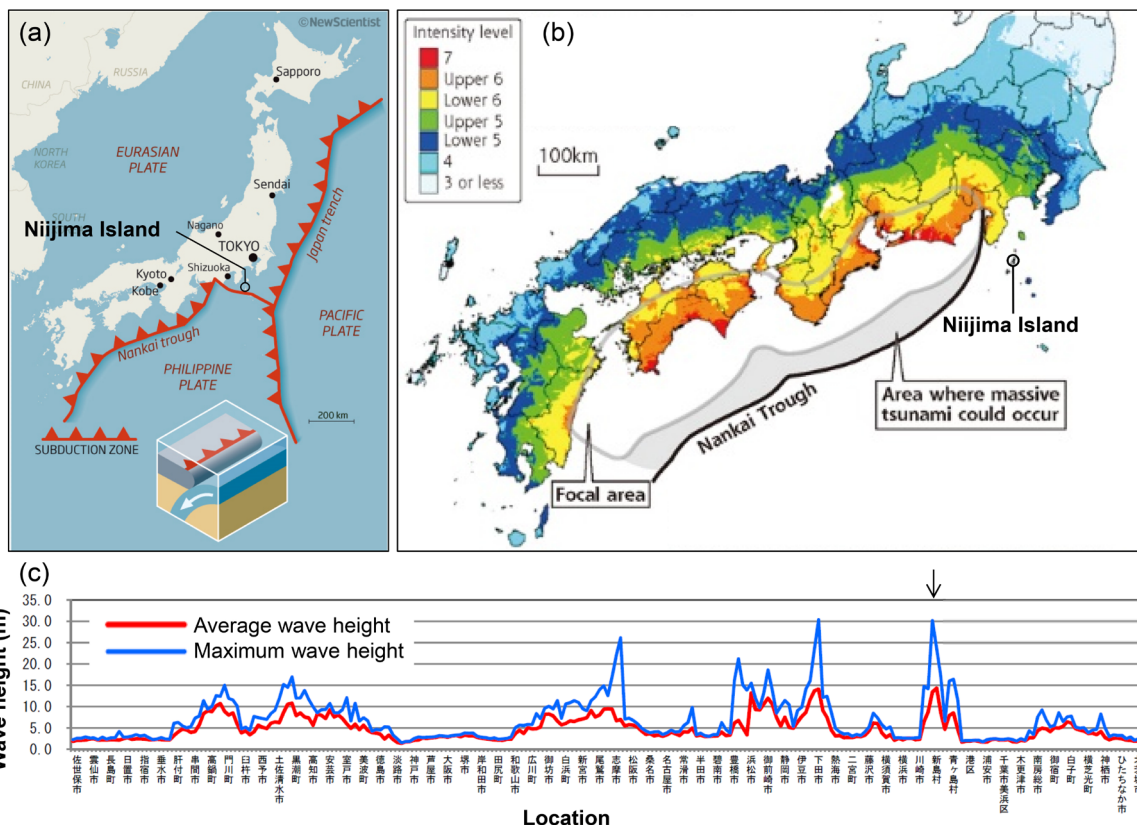 (a)
©NewScientist
RUSSIA
CHINA
Sapporo
NORTH
KOREA
EURASIAN
PLATE
Sendai
SOUTH
Nagano
Niijima Island
TOKYO
Japan trench
Kyoto
Shizuoka
Kobe
PACIFIC
PLATE
Nankai trough
PHILIPPINE
PLATE
200 km
SUBDUCTION ZONE
(b)
Intensity level
7
Upper 6
Lower 6
Upper 5
Lower 5
4
3 or less
100km
Niijima Island
Area where massive
tsunami could occur
Nankai Trough
Focal area
(c)
35.0
30.0
25.0
20.0
15.0
10.0
5.0
0.0
Average wave height
Maximum wave height
佐世保市
雲仙市
長島町
日置市
指宿市
垂水市
肝付町
串間市
高鍋町
門川町
臼杵市
西予市
土佐清水市
黒潮町
高知市
安芸市
室戸市
美波町
徳島市
淡路市
神戸市
芦屋市
大阪市
堺市
岸和田市
田尻町
和歌山市
広川町
御坊市
白浜町
新宮市
尾鷲市
志摩市
松阪市
桑名市
名古屋市
常滑市
半田市
碧南市
豊橋市
浜松市
御前崎市
静岡市
伊豆市
下田市
熱海市
二宮町
藤沢市
横須賀市
横浜市
川崎市
新島村
青ヶ島村
港区
浦安市
千葉市美浜区
木更津市
南房総市
御宿町
白子町
横芝光町
神栖市
ひたちなか市
Location